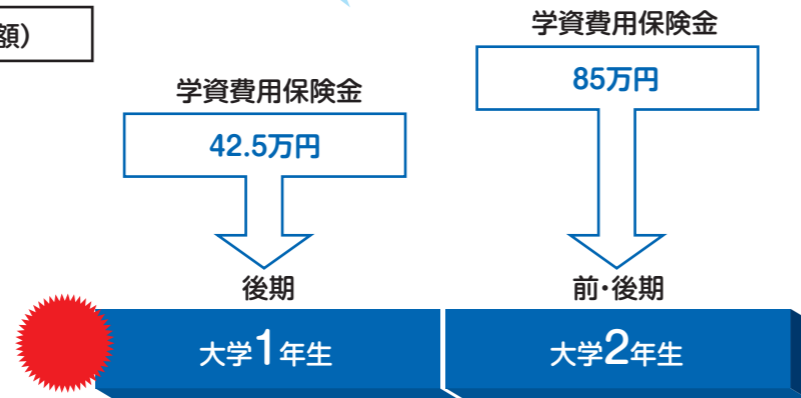 額）
学資費用保険金
85万円
学資費用保険金
42.5万円
後期
前・後期
大学1年生
大学2年生